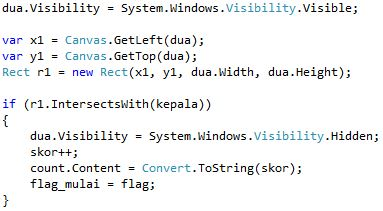 dua.Visibility = System.Windows.Visibility.Visible;
var x1 = Canvas.GetLeft(dua);
var y1 = Canvas.GetTop(dua);
Rect r1 = new Rect(x1, y1, dua.Width, dua.Height);
if (r1.IntersectsWith(kepala))
{
    dua.Visibility = System.Windows.Visibility.Hidden;
    skor++;
    count.Content = Convert.ToString(skor);
    flag_mulai = flag;
}